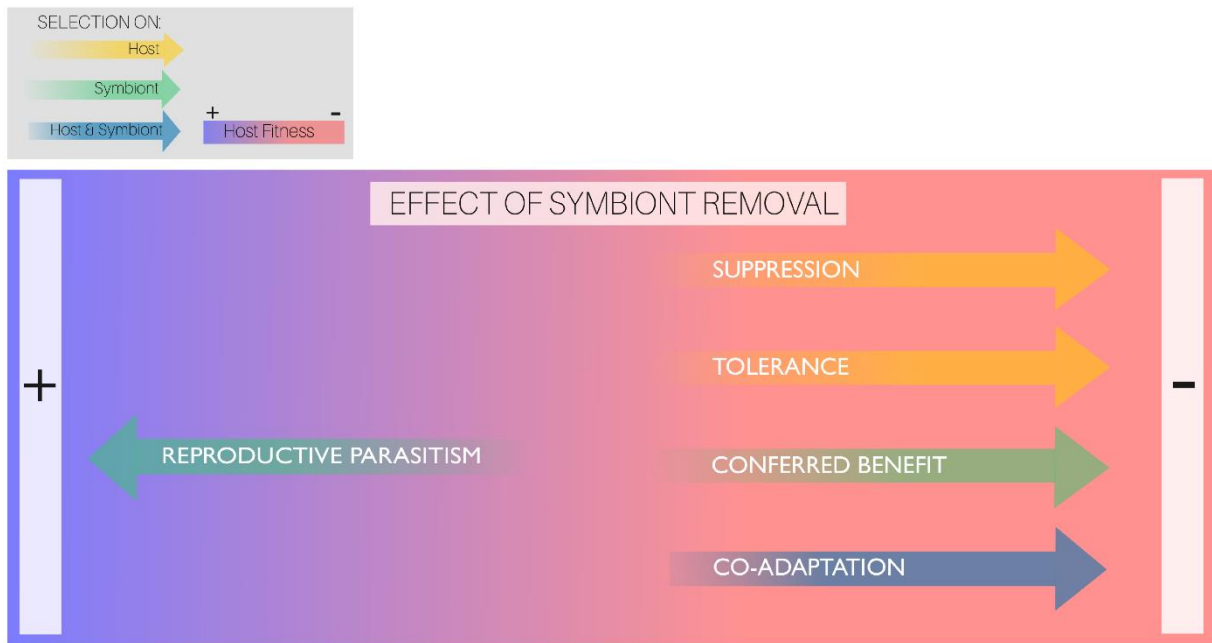 SELECTION ON:
Host
Symbiont
Host & Symbiont
+ -
Host Fitness
EFFECT OF SYMBIONT REMOVAL
SUPPRESSION
TOLERANCE
+ -
REPRODUCTIVE PARASITISM
CONFERRED BENEFIT
CO-ADAPTATION